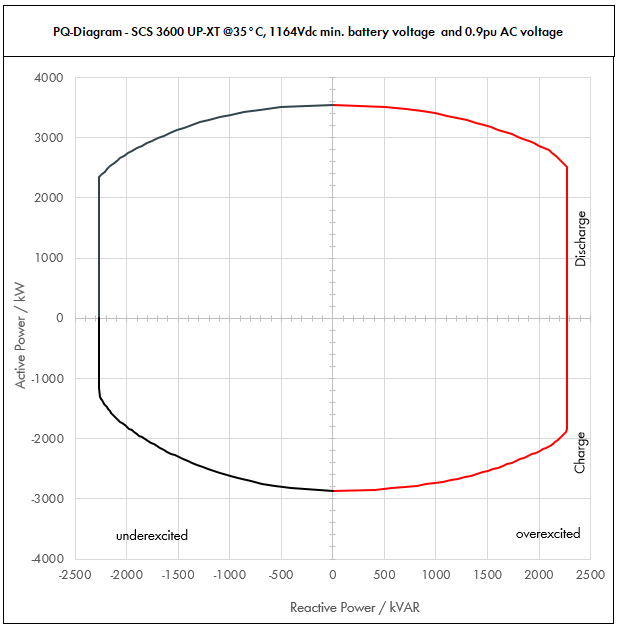 PQ-Diagram - SCS 3600 UP-XT @35°C, 1164Vdc min. battery voltage and 0.9pu AC voltage
4000
3000
2000
1000
0
-1000
-2000
-3000
-4000
Active Power / kW
Discharge
Charge
underexcited
overexcited
-2500 -2000 -1500 -1000 -500 0 500 1000 1500 2000 2500
Reactive Power / kVAR